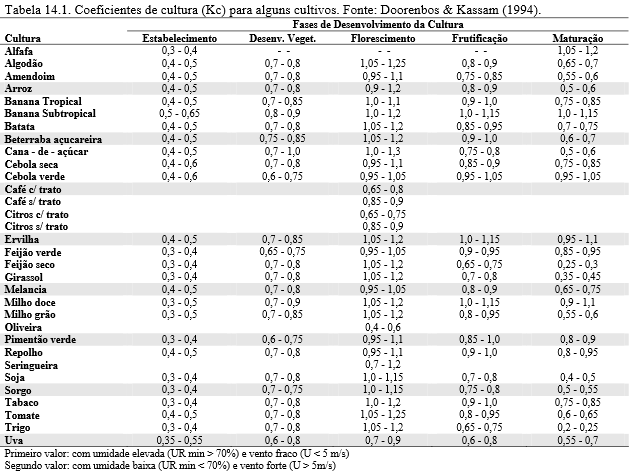 Tabela 14.1. Coeficientes de cultura (Kc) para alguns cultivos. Fonte: Doorenbos & Kassam (1994).
Fases de Desenvolvimento da Cultura
Cultura Estabelecimento Desenv. Veget. Florescimento Frutificação Maturação
Alfafa 0,3 - 0,4 - - - - - - 1,05 - 1,2
Algodão 0,4 - 0,5 0,7 - 0,8 1,05 - 1,25 0,8 - 0,9 0,65 - 0,7
Amendoim 0,4 - 0,5 0,7 - 0,8 0,95 - 1,1 0,75 - 0,85 0,55 - 0,6
Arroz 0,4 - 0,5 0,7 - 0,8 0,9 - 1,2 0,8 - 0,9 0,5 - 0,6
Banana Tropical 0,4 - 0,5 0,7 - 0,85 1,0 - 1,1 0,9 - 1,0 0,75 - 0,85
Banana Subtropical 0,5 - 0,65 0,8 - 0,9 1,0 - 1,2 1,0 - 1,15 1,0 - 1,15
Batata 0,4 - 0,5 0,7 - 0,8 1,05 - 1,2 0,85 - 0,95 0,7 - 0,75
Beterraba açucareira 0,4 - 0,5 0,75 - 0,85 1,05 - 1,2 0,9 - 1,0 0,6 - 0,7
Cana - de - açúcar 0,4 - 0,5 0,7 - 1,0 1,0 - 1,3 0,75 - 0,8 0,5 - 0,6
Cebola seca 0,4 - 0,6 0,7 - 0,8 0,95 - 1,1 0,85 - 0,9 0,75 - 0,85
Cebola verde 0,4 - 0,6 0,6 - 0,75 0,95 - 1,05 0,95 - 1,05 0,95 - 1,05
Café c/ trato 0,65 - 0,8
Café s/ trato 0,85 - 0,9
Citros c/ trato 0,65 - 0,75
Citros s/ trato 0,85 - 0,9
Ervilha 0,4 - 0,5 0,7 - 0,85 1,05 - 1,2 1,0 - 1,15 0,95 - 1,1
Feijão verde 0,3 - 0,4 0,65 - 0,75 0,95 - 1,05 0,9 - 0,95 0,85 - 0,95
Feijão seco 0,3 - 0,4 0,7 - 0,8 1,05 - 1,2 0,65 - 0,75 0,25 - 0,3
Girassol 0,3 - 0,4 0,7 - 0,8 1,05 - 1,2 0,7 - 0,8 0,35 - 0,45
Melancia 0,4 - 0,5 0,7 - 0,8 0,95 - 1,05 0,8 - 0,9 0,65 - 0,75
Milho doce 0,3 - 0,5 0,7 - 0,9 1,05 - 1,2 1,0 - 1,15 0,9 - 1,1
Milho grão 0,3 - 0,5 0,7 - 0,85 1,05 - 1,2 0,8 - 0,95 0,55 - 0,6
Oliveira 0,4 - 0,6
Pimentão verde 0,3 - 0,4 0,6 - 0,75 0,95 - 1,1 0,85 - 1,0 0,8 - 0,9
Repolho 0,4 - 0,5 0,7 - 0,8 0,95 - 1,1 0,9 - 1,0 0,8 - 0,95
Seringueira 0,7 - 1,2
Soja 0,3 - 0,4 0,7 - 0,8 1,0 - 1,15 0,7 - 0,8 0,4 - 0,5
Sorgo 0,3 - 0,4 0,7 - 0,75 1,0 - 1,15 0,75 - 0,8 0,5 - 0,55
Tabaco 0,3 - 0,4 0,7 - 0,8 1,0 - 1,2 0,9 - 1,0 0,75 - 0,85
Tomate 0,4 - 0,5 0,7 - 0,8 1,05 - 1,25 0,8 - 0,95 0,6 - 0,65
Trigo 0,3 - 0,4 0,7 - 0,8 1,05 - 1,2 0,65 - 0,75 0,2 - 0,25
Uva 0,35 - 0,55 0,6 - 0,8 0,7 - 0,9 0,6 - 0,8 0,55 - 0,7
Primeiro valor: com umidade elevada (UR min > 70%) e vento fraco (U < 5 m/s)
Segundo valor: com umidade baixa (UR min < 70%) e vento forte (U > 5m/s)